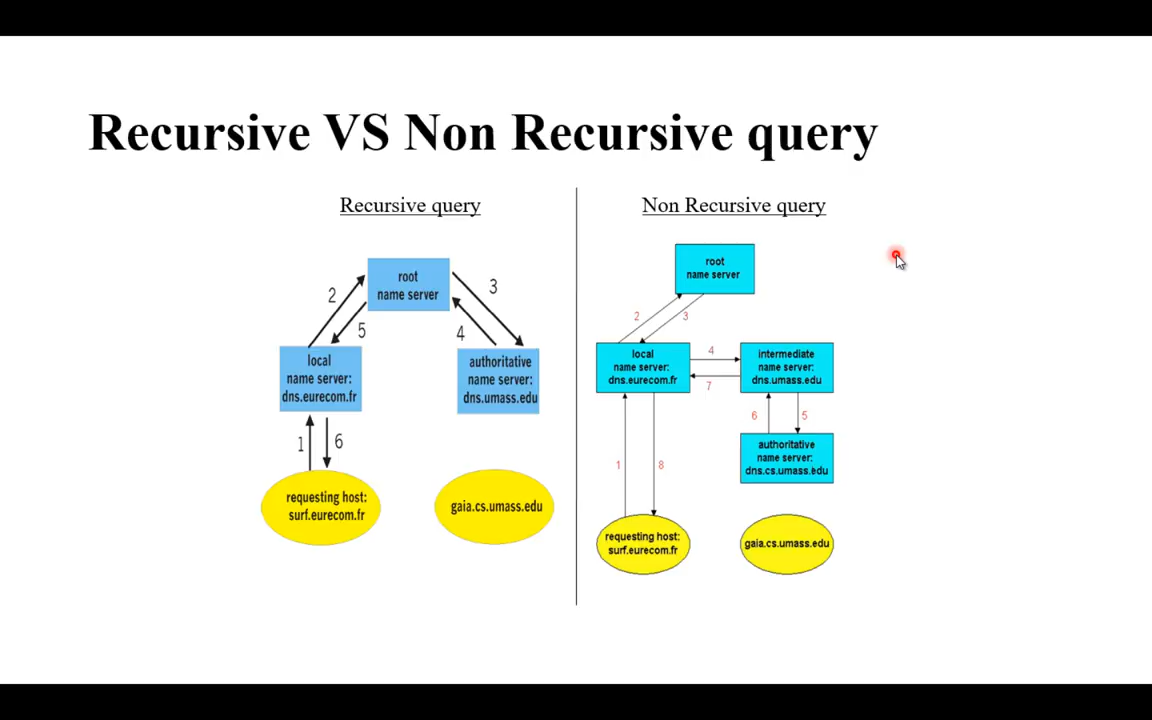 Recursive VS Non Recursive query
Recursive query
root
name server
2
3
5
4
local
name server:
dns.eurecom.fr
authoritative
name server:
dns.umass.edu
1
6
requesting host:
surf.eurecom.fr
gaia.cs.umass.edu
Non Recursive query
root
name server
2
3
local
name server:
dns.eurecom.fr
4
7
intermediate
name server:
dns.umass.edu
6
5
authoritative
name server:
dns.cs.umass.edu
1
8
requesting host:
surf.eurecom.fr
gaia.cs.umass.edu